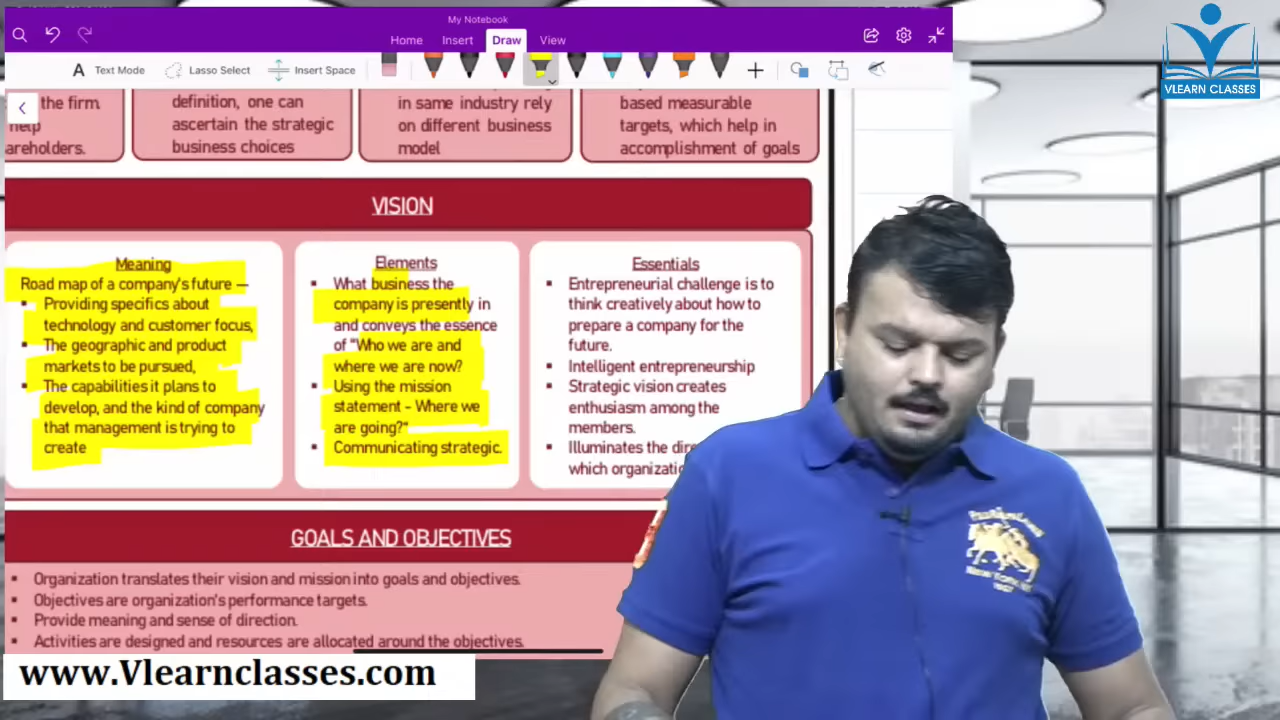 My Notebook
Home Insert Draw View
Text Mode Lasso Select Insert Space
VLEARN CLASSES
the firm.
help
areholders.
definition, one can
ascertain the strategic
business choices
in same industry rely
on different business
model
based measurable
targets, which help in
accomplishment of goals
VISION
Meaning
Road map of a company's future —
▪ Providing specifics about
technology and customer focus,
▪ The geographic and product
markets to be pursued,
▪ The capabilities it plans to
develop, and the kind of company
that management is trying to
create
Elements
▪ What business the
company is presently in
and conveys the essence
of "Who we are and
where we are now?
▪ Using the mission
statement - Where we
are going?"
▪ Communicating strategic.
Essentials
▪ Entrepreneurial challenge is to
think creatively about how to
prepare a company for the
future.
▪ Intelligent entrepreneurship
▪ Strategic vision creates
enthusiasm among the
members.
▪ Illuminates the
which
GOALS AND OBJECTIVES
▪ Organization translates their vision and mission into goals and objectives.
▪ Objectives are organization's performance targets.
▪ Provide meaning and sense of direction.
▪ Activities are designed and resources are allocated around the objectives.
www.Vlearnclasses.com